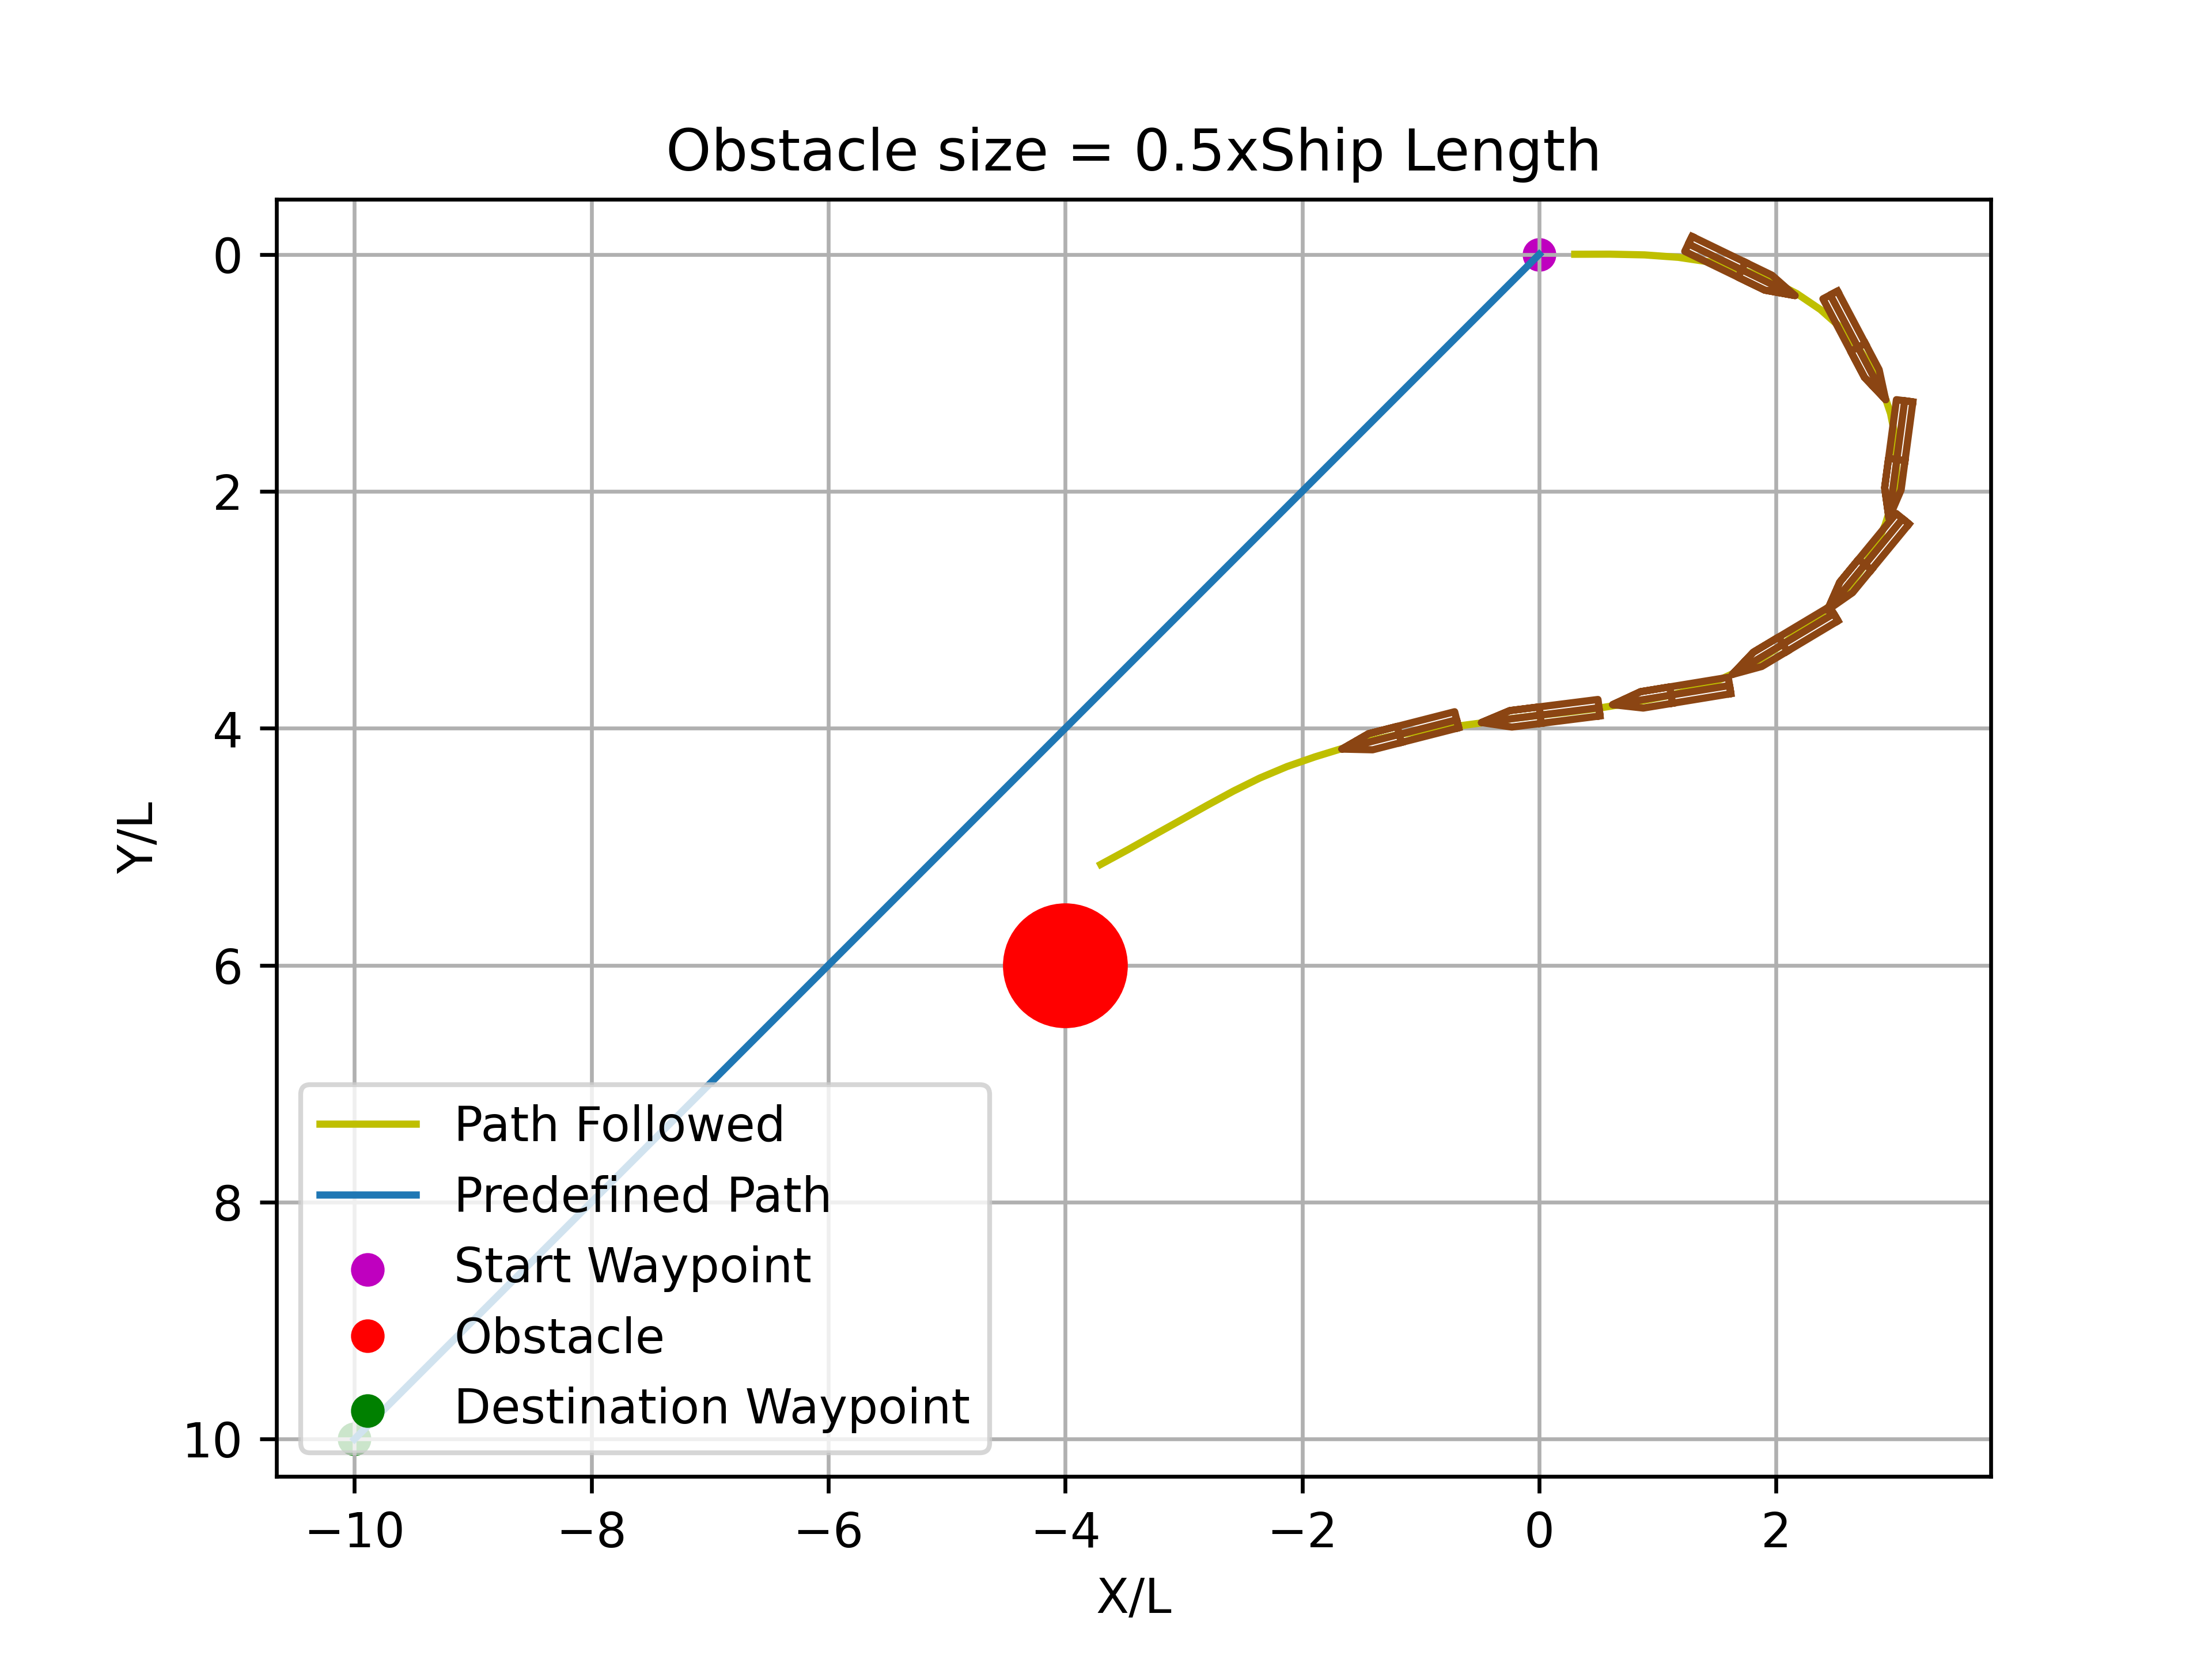 Obstacle size = 0.5xShip Length
0
2
4
6
8
10
Y/L
Path Followed
Predefined Path
Start Waypoint
Obstacle
Destination Waypoint
−10 −8 −6 −4 −2 0 2
X/L